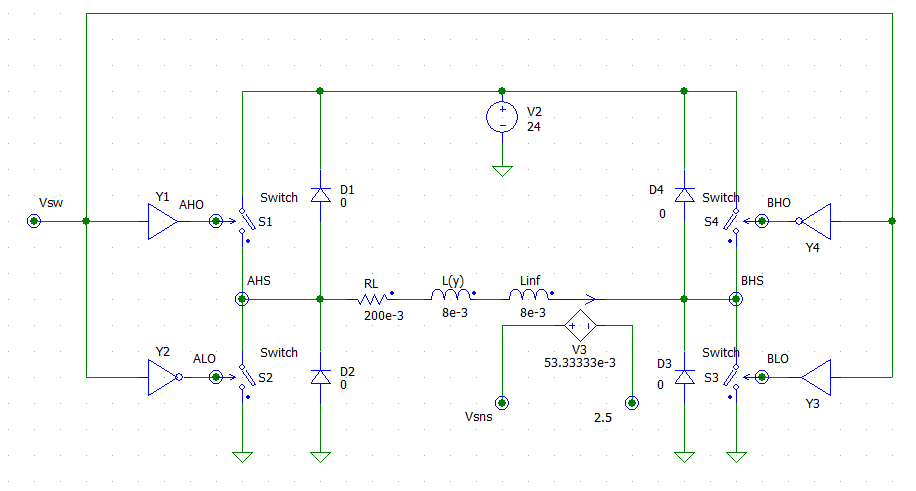 V2
24
Vsw
Y1
AHO
Switch
S1
D1
0
D4
0
Switch
S4
BHO
Y4
AHS
RL
200e-3
L(y)
8e-3
Linf
8e-3
BHS
Y2
ALO
Switch
S2
D2
0
V3
53.33333e-3
D3
0
Switch
S3
BLO
Y3
Vsns
2.5